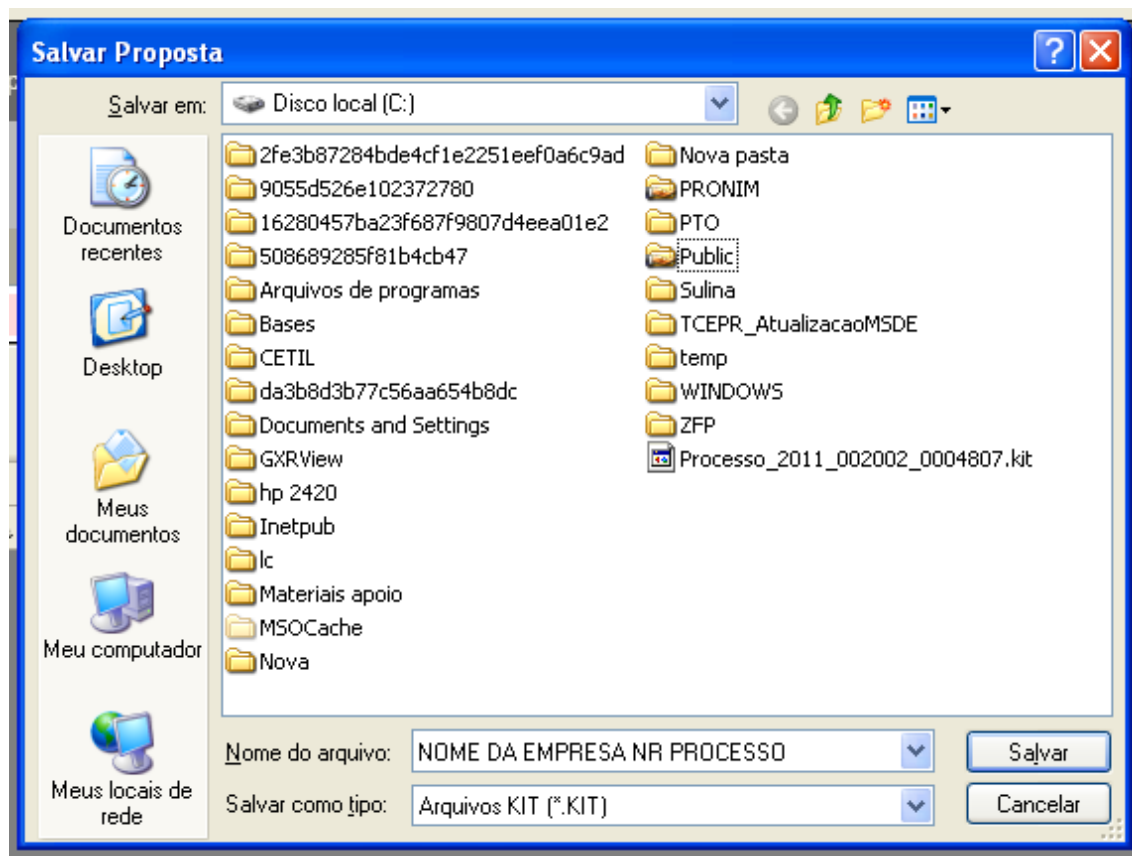 Salvar Proposta
Salvar em:
Disco local (C:)
Documentos
recentes
Desktop
Meus
documentos
Meu computador
Meus locais de
rede
2fe3b87284bde4cf1e2251eef0a6c9ad
9055d526e102372780
16280457ba23f687f9807d4eea01e2
508689285f81b4cb47
Arquivos de programas
Bases
CETIL
da3b8d3b77c56aa654b8dc
Documents and Settings
GXRView
hp 2420
Inetpub
lc
Materiais apoio
MSOCache
Nova
Nova pasta
PRONIM
PTO
Public
Sulina
TCEPR_AtualizacaoMSDE
temp
WINDOWS
ZFP
Processo_2011_002002_0004807.kit
Nome do arquivo:
NOME DA EMPRESA NR PROCESSO
Salvar
Salvar como tipo:
Arquivos KIT (*.KIT)
Cancelar